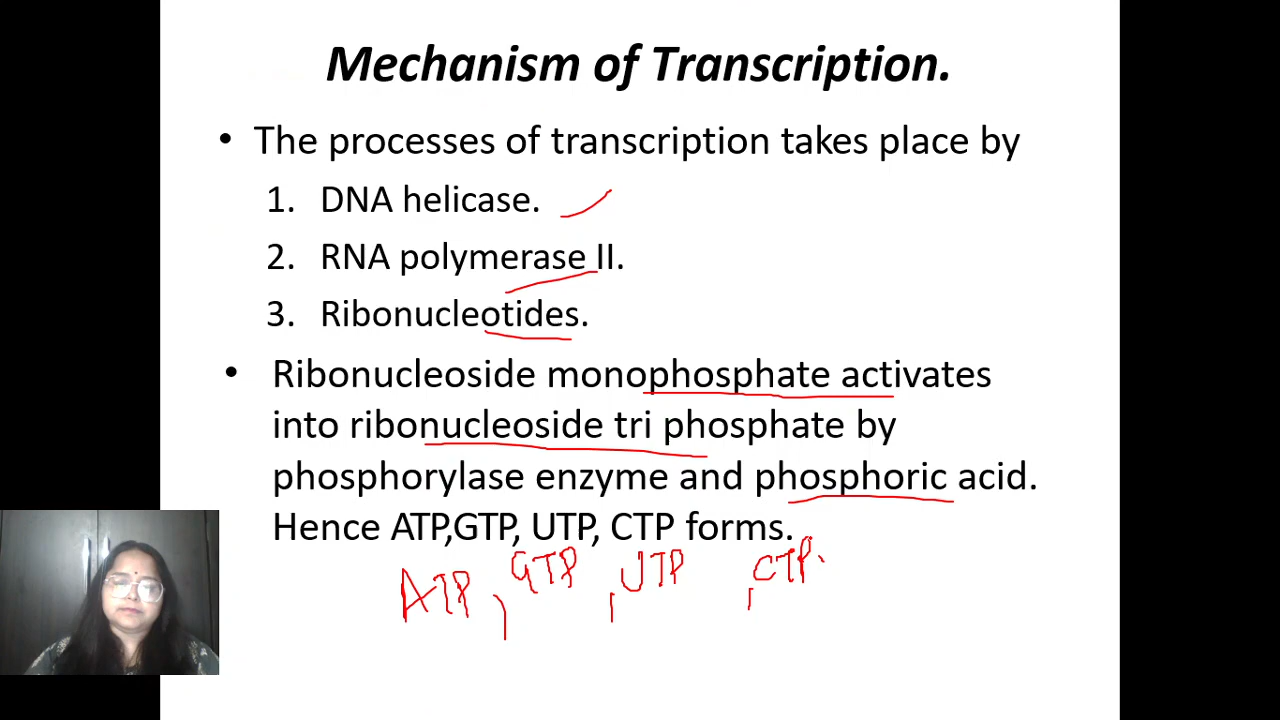 Mechanism of Transcription.
• The processes of transcription takes place by
1. DNA helicase.
2. RNA polymerase II.
3. Ribonucleotides.
• Ribonucleoside monophosphate activates
into ribonucleoside tri phosphate by
phosphorylase enzyme and phosphoric acid.
Hence ATP,GTP, UTP, CTP forms.
ATP, GTP, UTP, CTP.